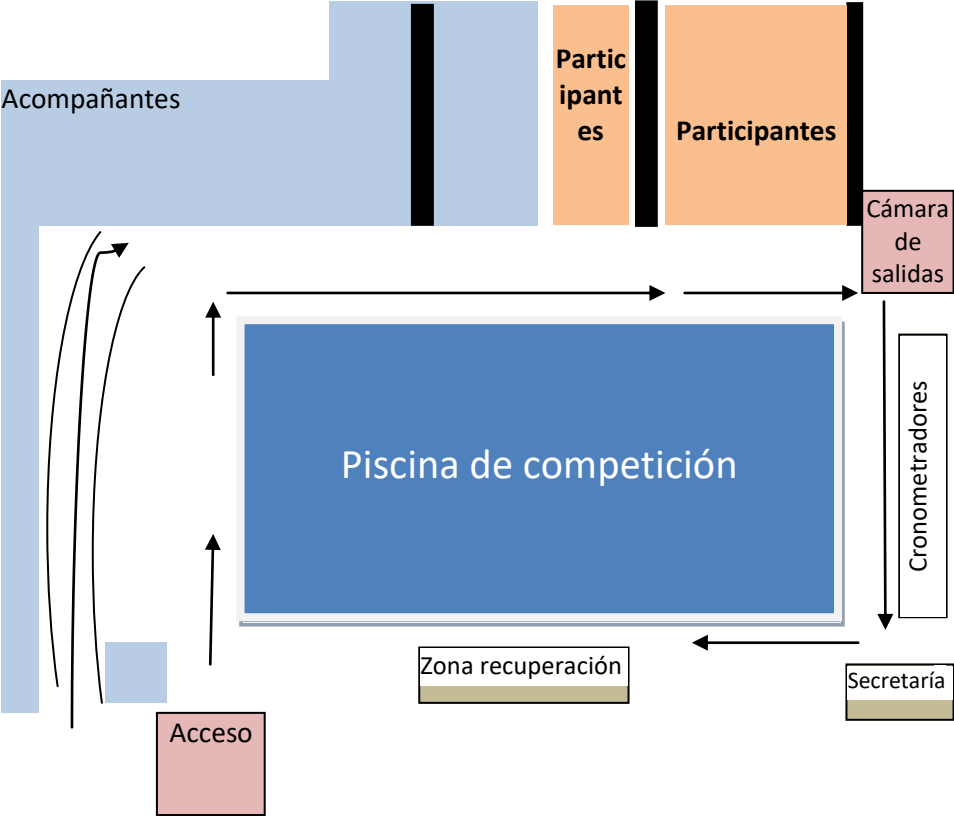 Acompañantes
Partic
ipant
es
Participantes
Cámara
de
salidas
Piscina de competición
Cronometradores
Zona recuperación
Secretaría
Acceso